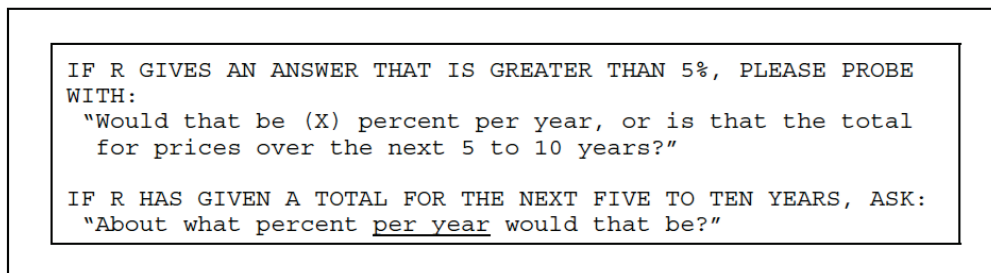 IF R GIVES AN ANSWER THAT IS GREATER THAN 5%, PLEASE PROBE
WITH:
“Would that be (X) percent per year, or is that the total
for prices over the next 5 to 10 years?”
IF R HAS GIVEN A TOTAL FOR THE NEXT FIVE TO TEN YEARS, ASK:
“About what percent per year would that be?”